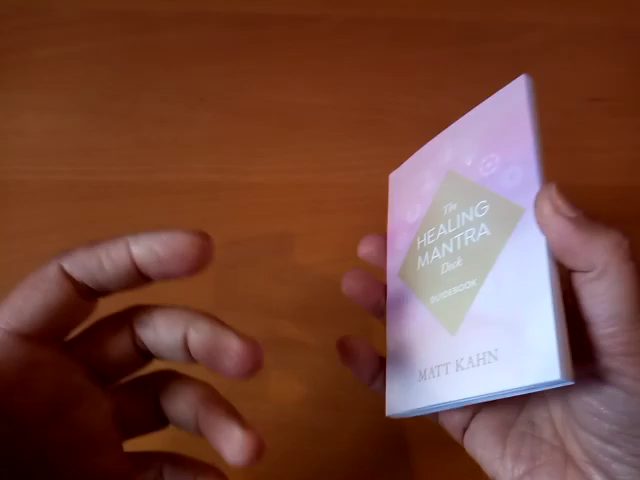 The
HEALING
MANTRA
Deck
GUIDEBOOK
MATT KAHN